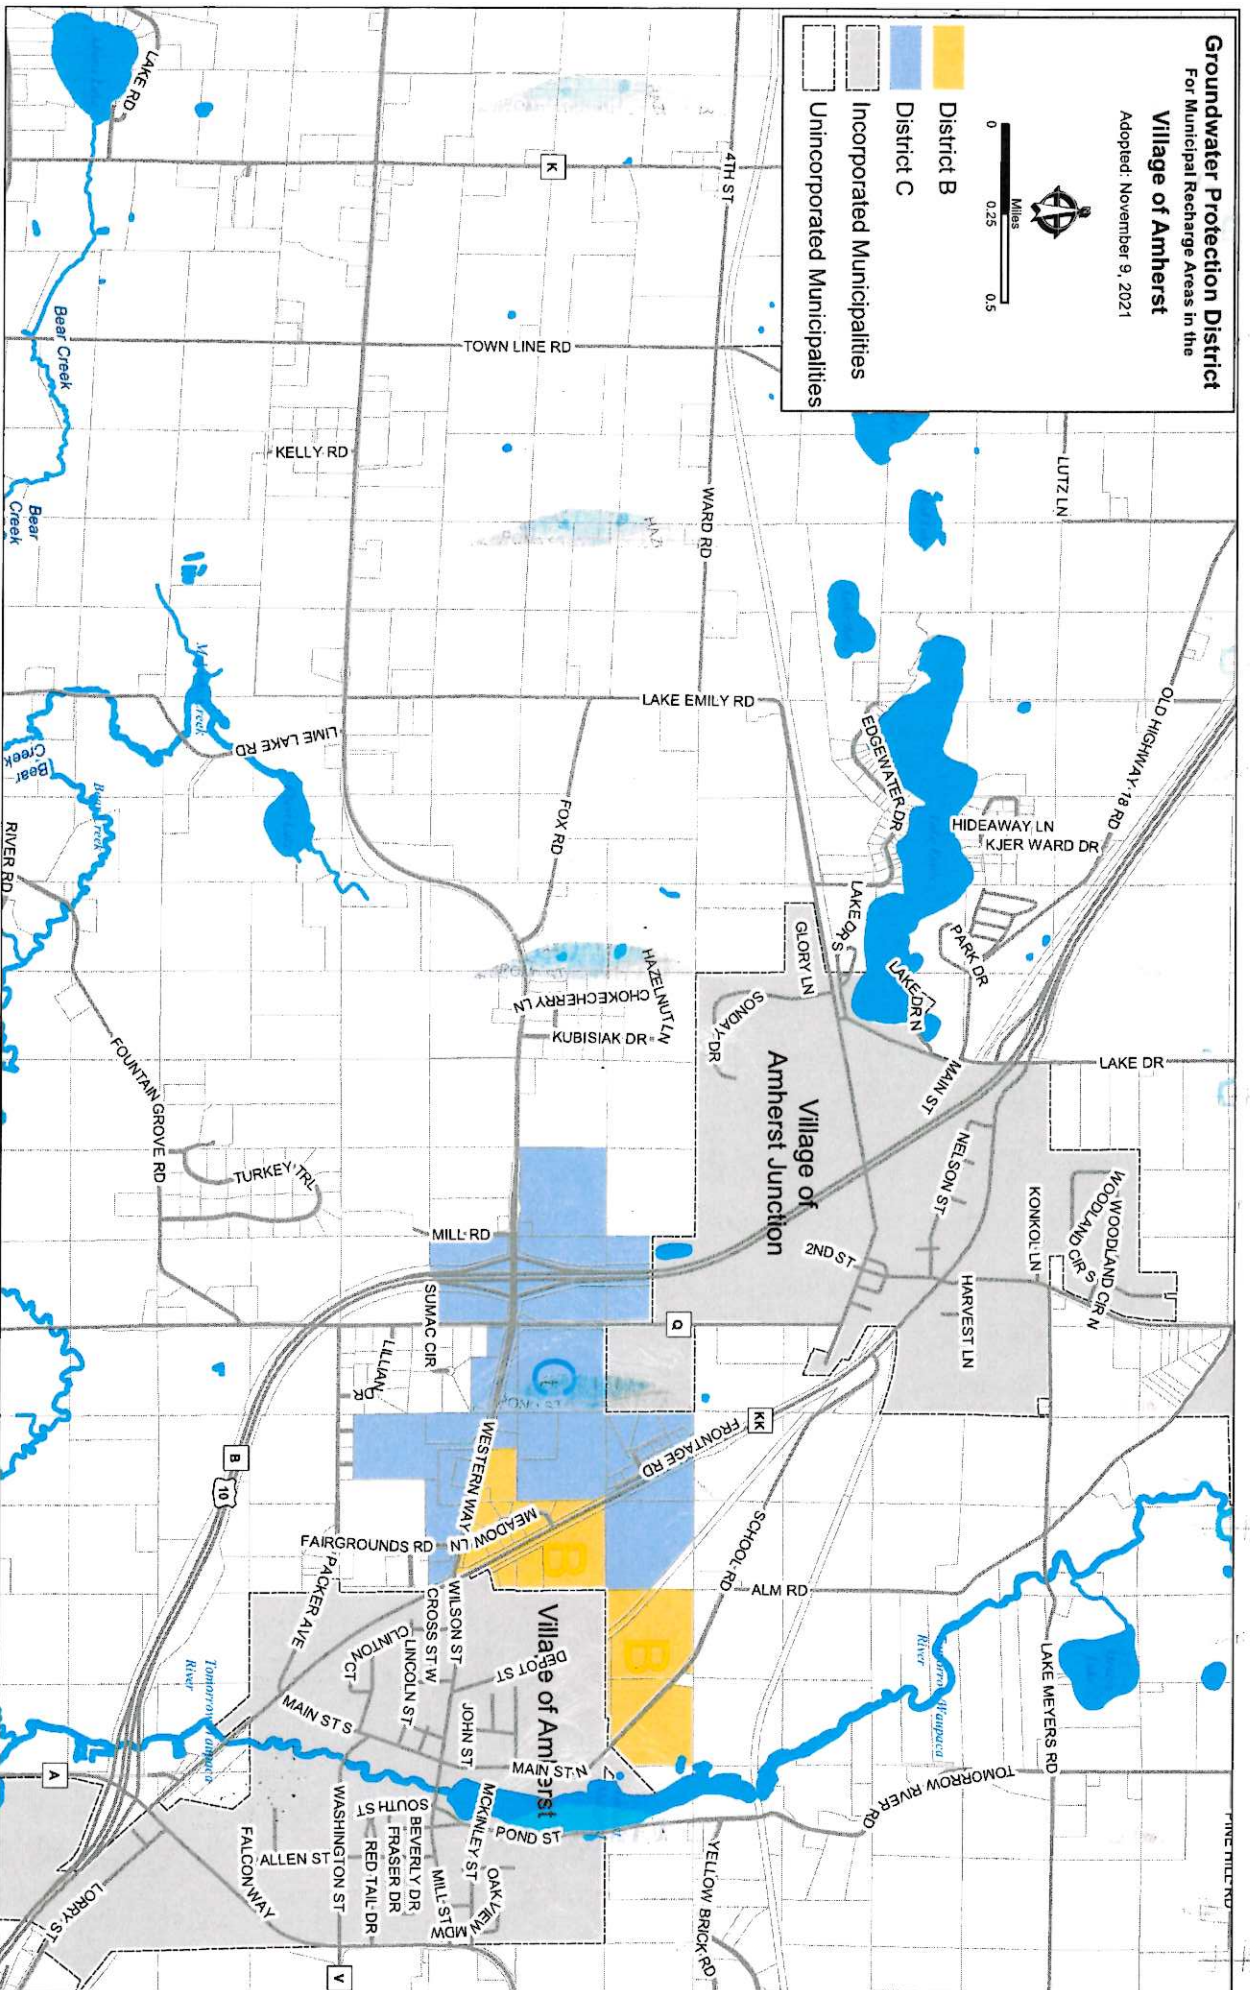 Groundwater Protection District
For Municipal Recharge Areas in the
Village of Amherst
Adopted: November 9, 2021
Miles
0 0.25 0.5
District B
District C
Incorporated Municipalities
Unincorporated Municipalities
LUTZ LN
OLD HIGHWAY 18 RD
HIDEAWAY LN
KJER WARD DR
EDGEWATER DR
PARK DR
LAKE DR N
LAKE DR S
LAKE DR
GLORY LN
SONDAY DR
MAIN ST
Village of
Amherst Junction
NELSON ST
KONKOL LN
WOODLAND CIR N
WOODLAND CIR S
HARVEST LN
2ND ST
Q
KK
LAKE RD
K
4TH ST
TOWN LINE RD
WARD RD
KELLY RD
LAKE EMILY RD
LIME LAKE RD
FOX RD
HAZELNUT LN
CHOKECHERRY LN
KUBISIAK DR
Bear Creek
Bear
Creek
Bear
Creek
RIVER RD
FOUNTAIN GROVE RD
TURKEY TRL
MILL RD
SUMAC CIR
LILLIAN
DR
C
WESTERN WAY
FRONTAGE RD
MEADOW LN
FAIRGROUNDS RD
B
B
SCHOOL RD
ALM RD
LAKE MEYERS RD
TOMORROW RIVER RD
YELLOW BRICK RD
Tomorrow Waupaca
River
B
10
PACKER AVE
WILSON ST
CROSS ST W
LINCOLN ST
CLINTON
CT
DEPOT ST
Village of Amherst
JOHN ST
MAIN ST S
MAIN ST N
MCKINLEY ST
POND ST
SOUTH ST
BEVERLY DR
FRASER DR
RED TAIL DR
WASHINGTON ST
ALLEN ST
FALCON WAY
LORRY ST
MILL ST
OAKVIEW
MDW
Tomorrow Waupaca
River
A
V